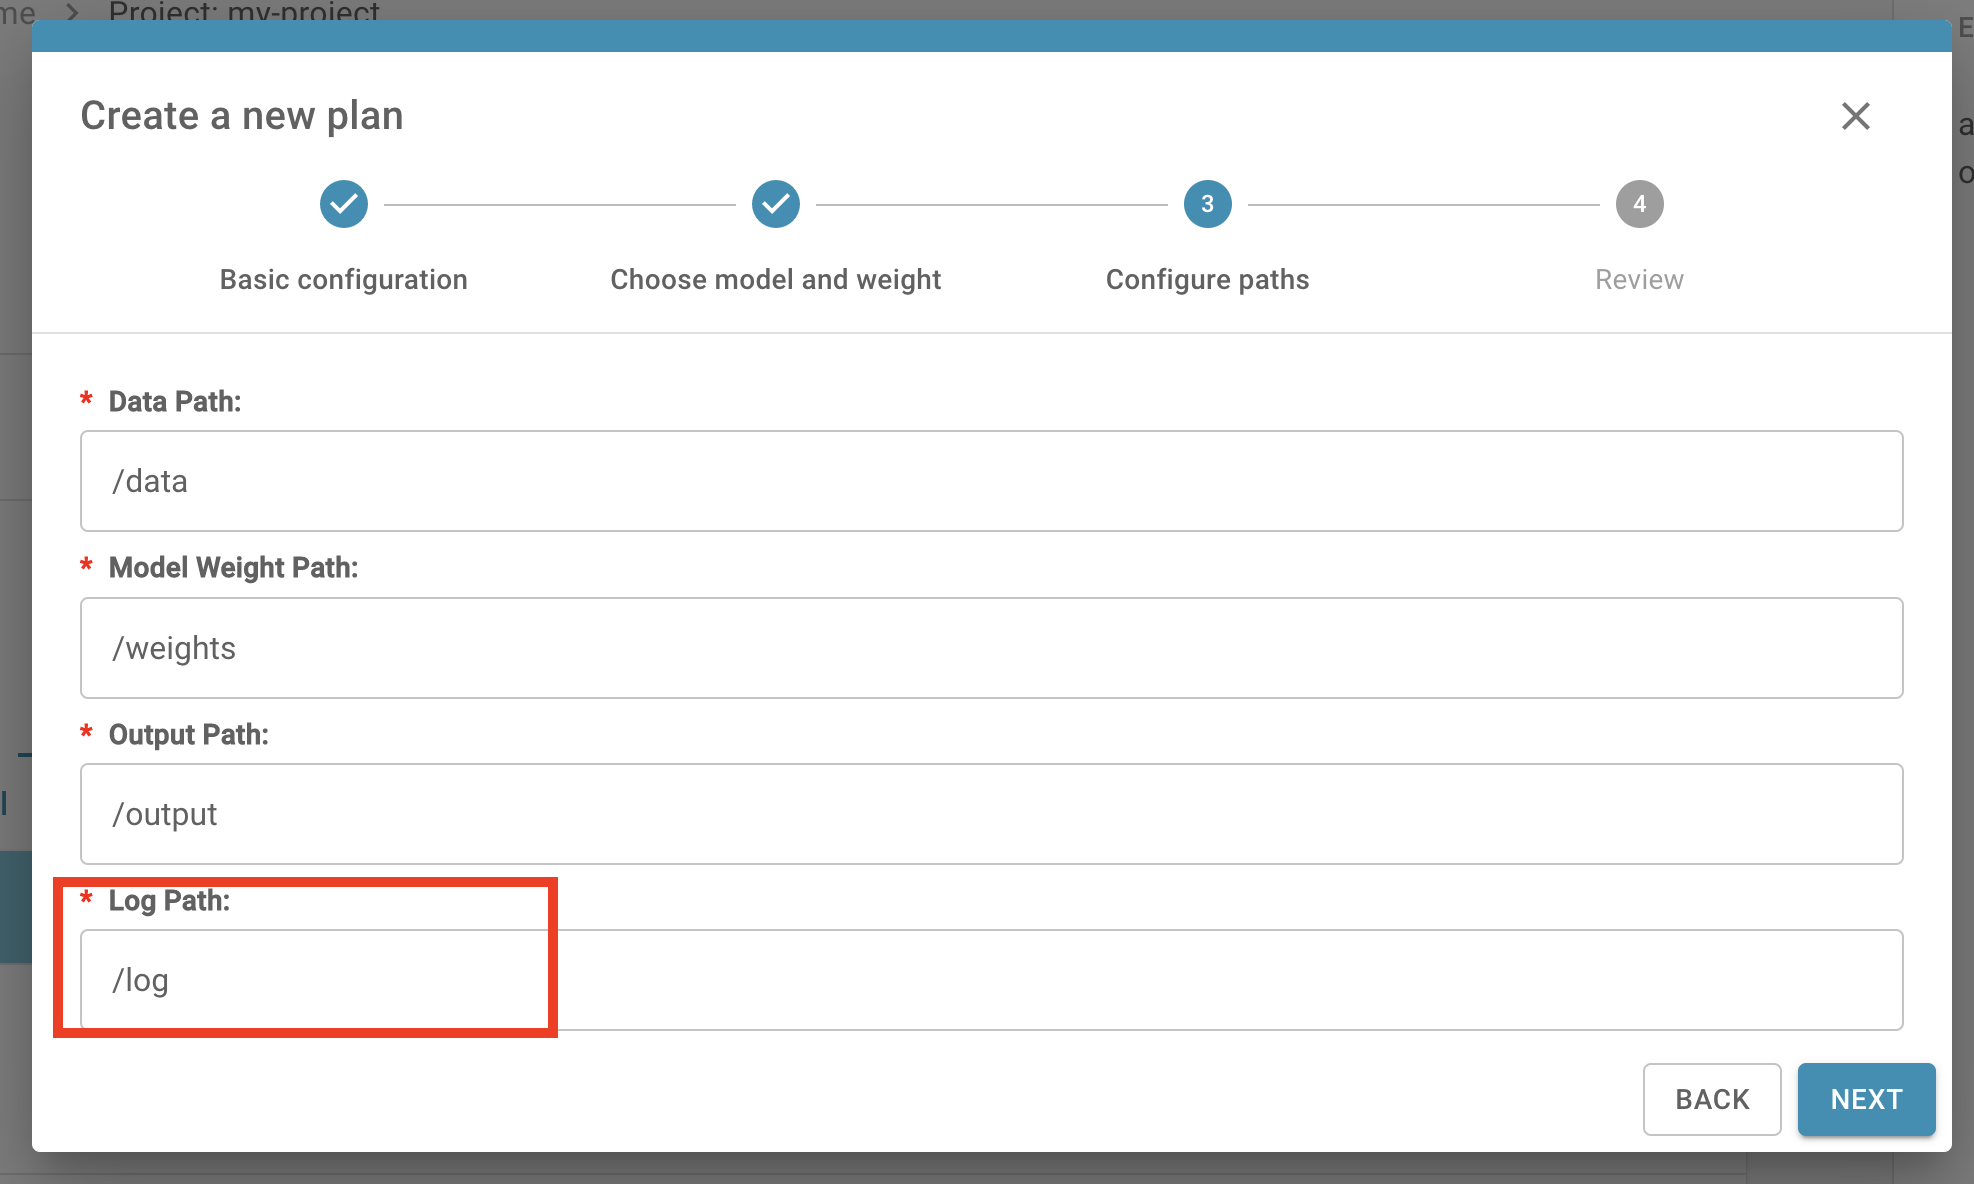 Project: my-project
Create a new plan
3
4
Basic configuration
Choose model and weight
Configure paths
Review
* Data Path:
/data
* Model Weight Path:
/weights
* Output Path:
/output
* Log Path:
/log
BACK
NEXT